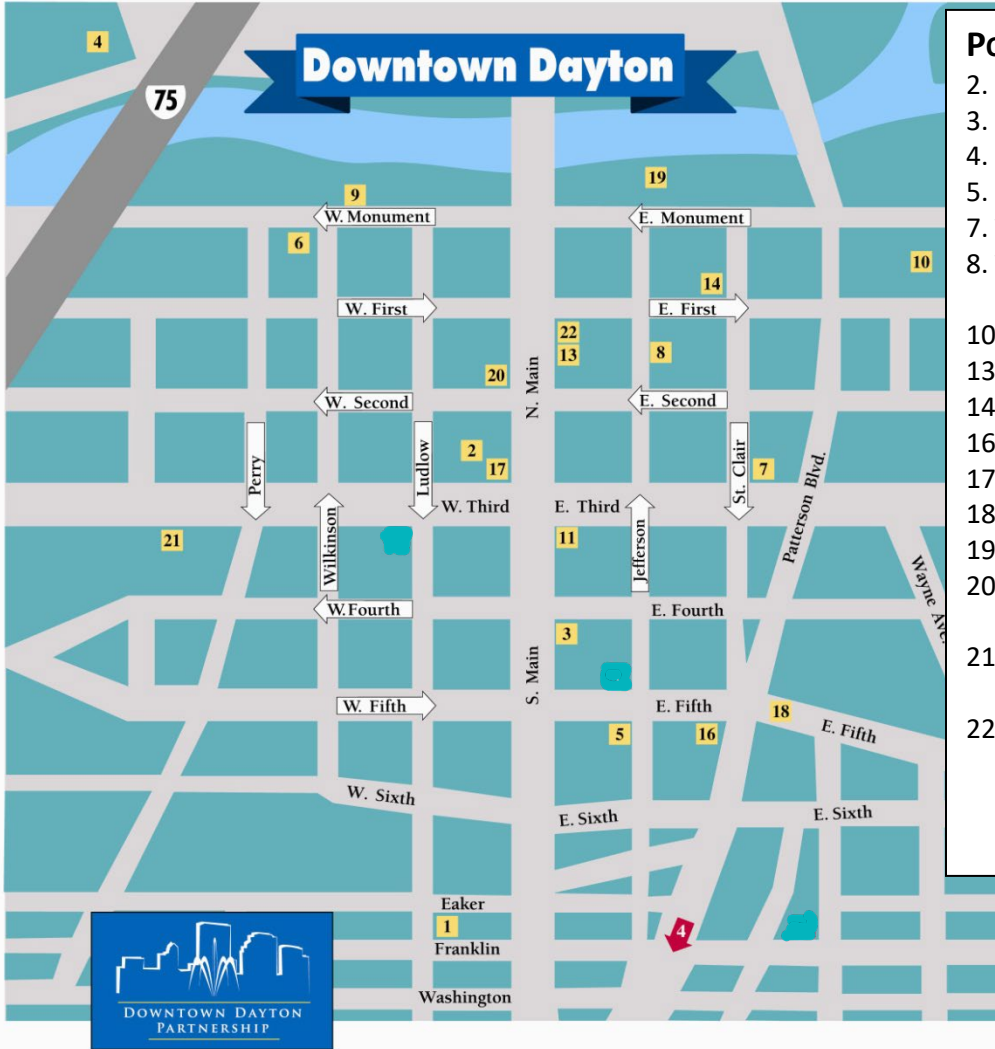 Downtown Dayton
4
75
Po
2.
3.
4.
5.
7.
8.
10
13
14
16
17
18
19
20
21
22
19
9
W. Monument
E. Monument
6
10
14
W. First
E. First
22
13
8
20
N. Main
W. Second
E. Second
Perry
Ludlow
St. Clair
2
17
7
Patterson Blvd.
W. Third
E. Third
21
Wilkinson
11
Jefferson
Wayne Ave.
W. Fourth
E. Fourth
3
S. Main
W. Fifth
E. Fifth
18
5
16
E. Fifth
W. Sixth
E. Sixth
E. Sixth
Eaker
1
4
Franklin
Washington
DOWNTOWN DAYTON
PARTNERSHIP